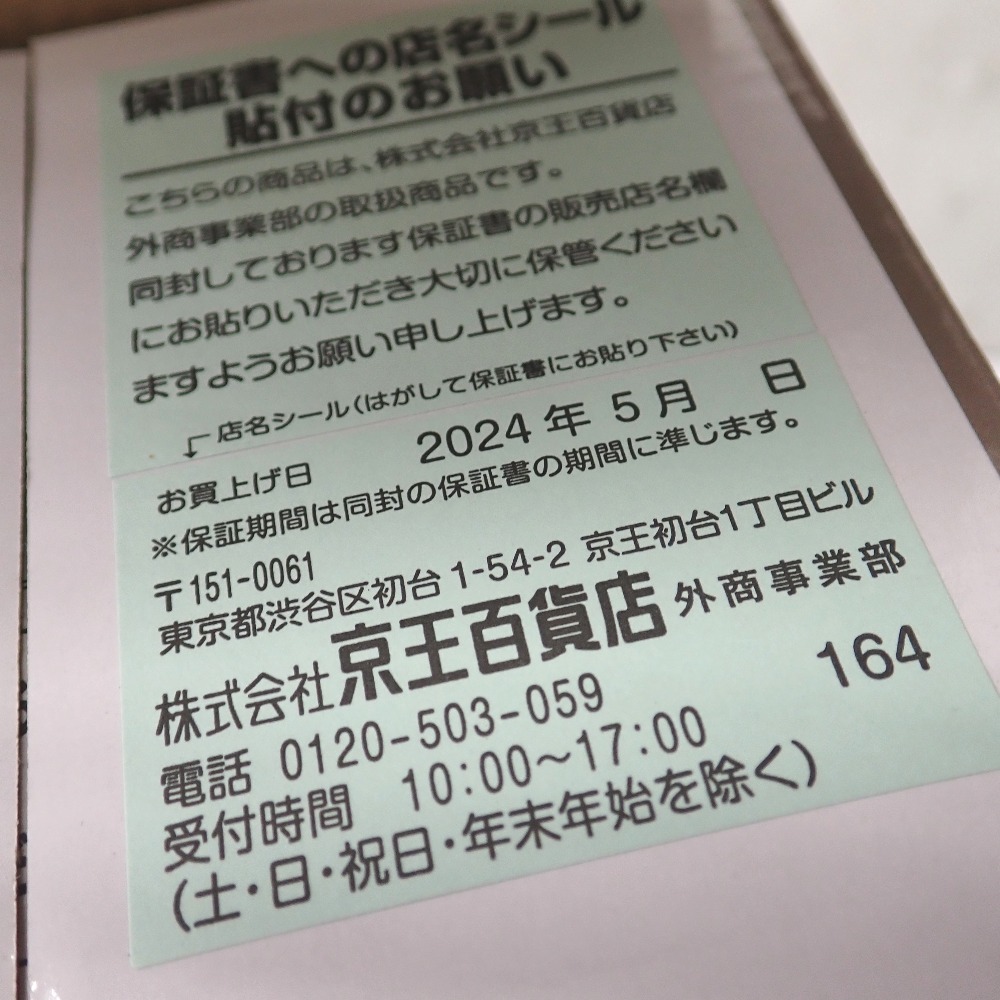 保証書への店名シール
貼付のお願い
こちらの商品は、株式会社京王百貨店
外商事業部の取扱商品です。
同封しております保証書の販売店名欄
にお貼りいただき大切に保管ください
ますようお願い申し上げます。
店名シール(はがして保証書にお貼り下さい)
お買上げ日 2024年 5月 日
※保証期間は同封の保証書の期間に準じます。
〒151-0061
東京都渋谷区初台1-54-2 京王初台1丁目ビル
株式会社京王百貨店 外商事業部
電話 0120-503-059 164
受付時間 10:00~17:00
(土・日・祝日・年末年始を除く)